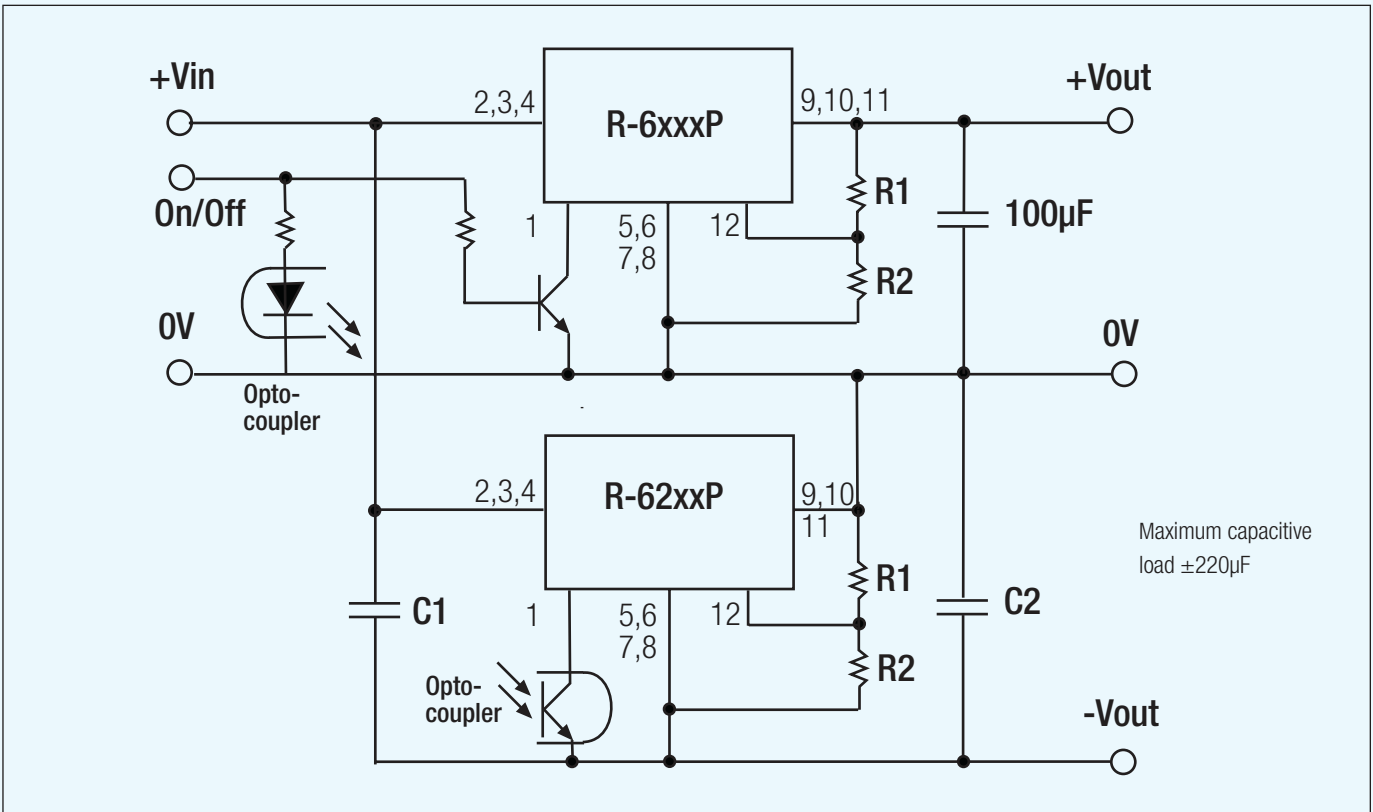 +Vin
+Vout
2,3,4
R-6xxxP
9,10,11
On/Off
R1
1
5,6
7,8
12
100µF
R2
0V
0V
Opto-
coupler
2,3,4
R-62xxP
9,10
11
Maximum capacitive
load ±220µF
R1
C1
C2
1
5,6
7,8
12
R2
Opto-
coupler
-Vout